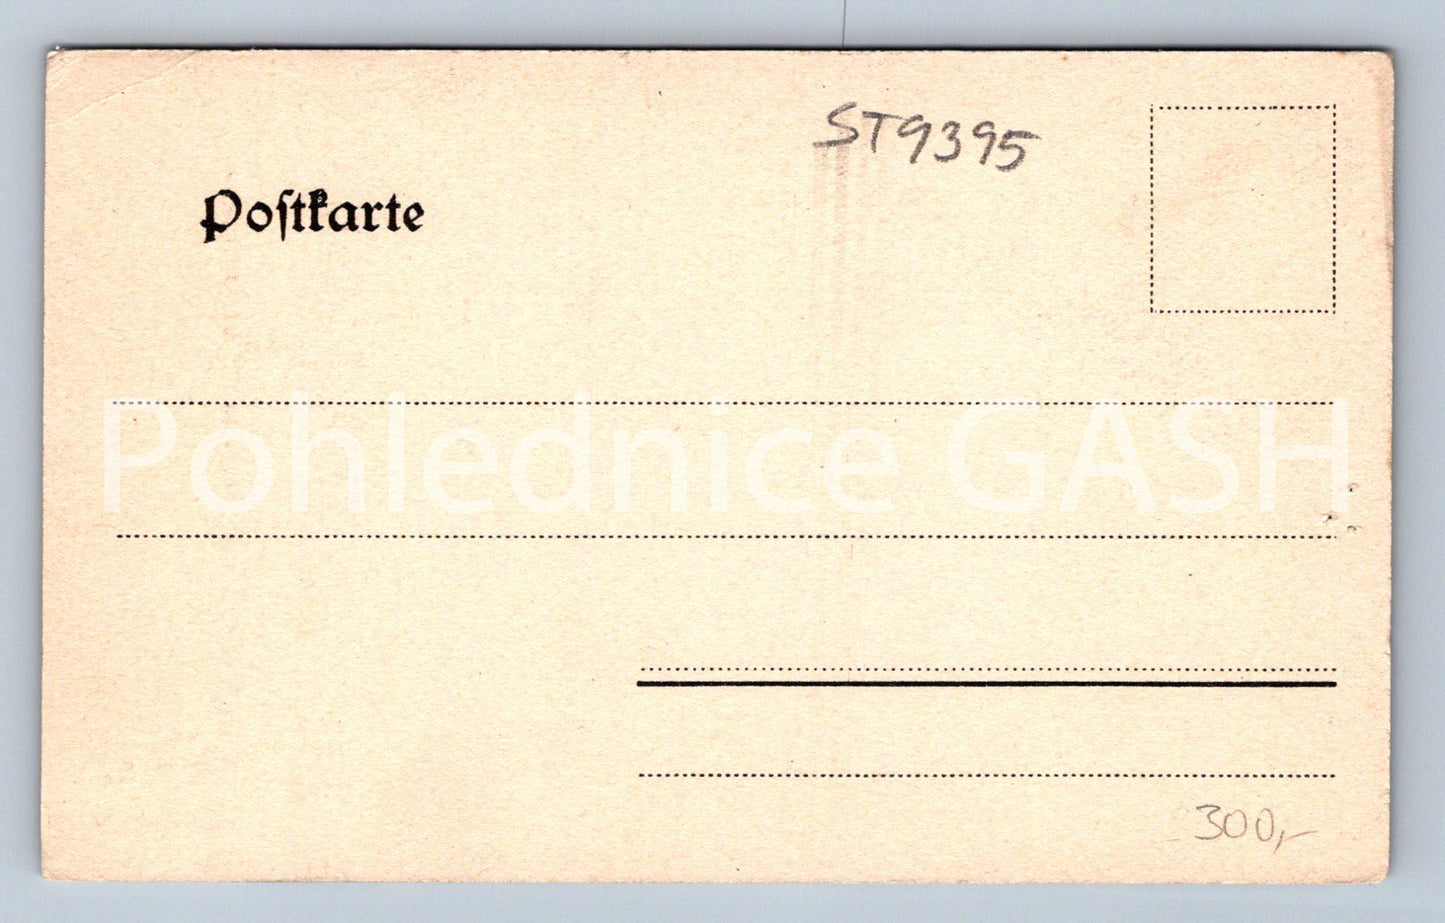 ST9395
Poſtkarte
Pohlednice GASH
300,-